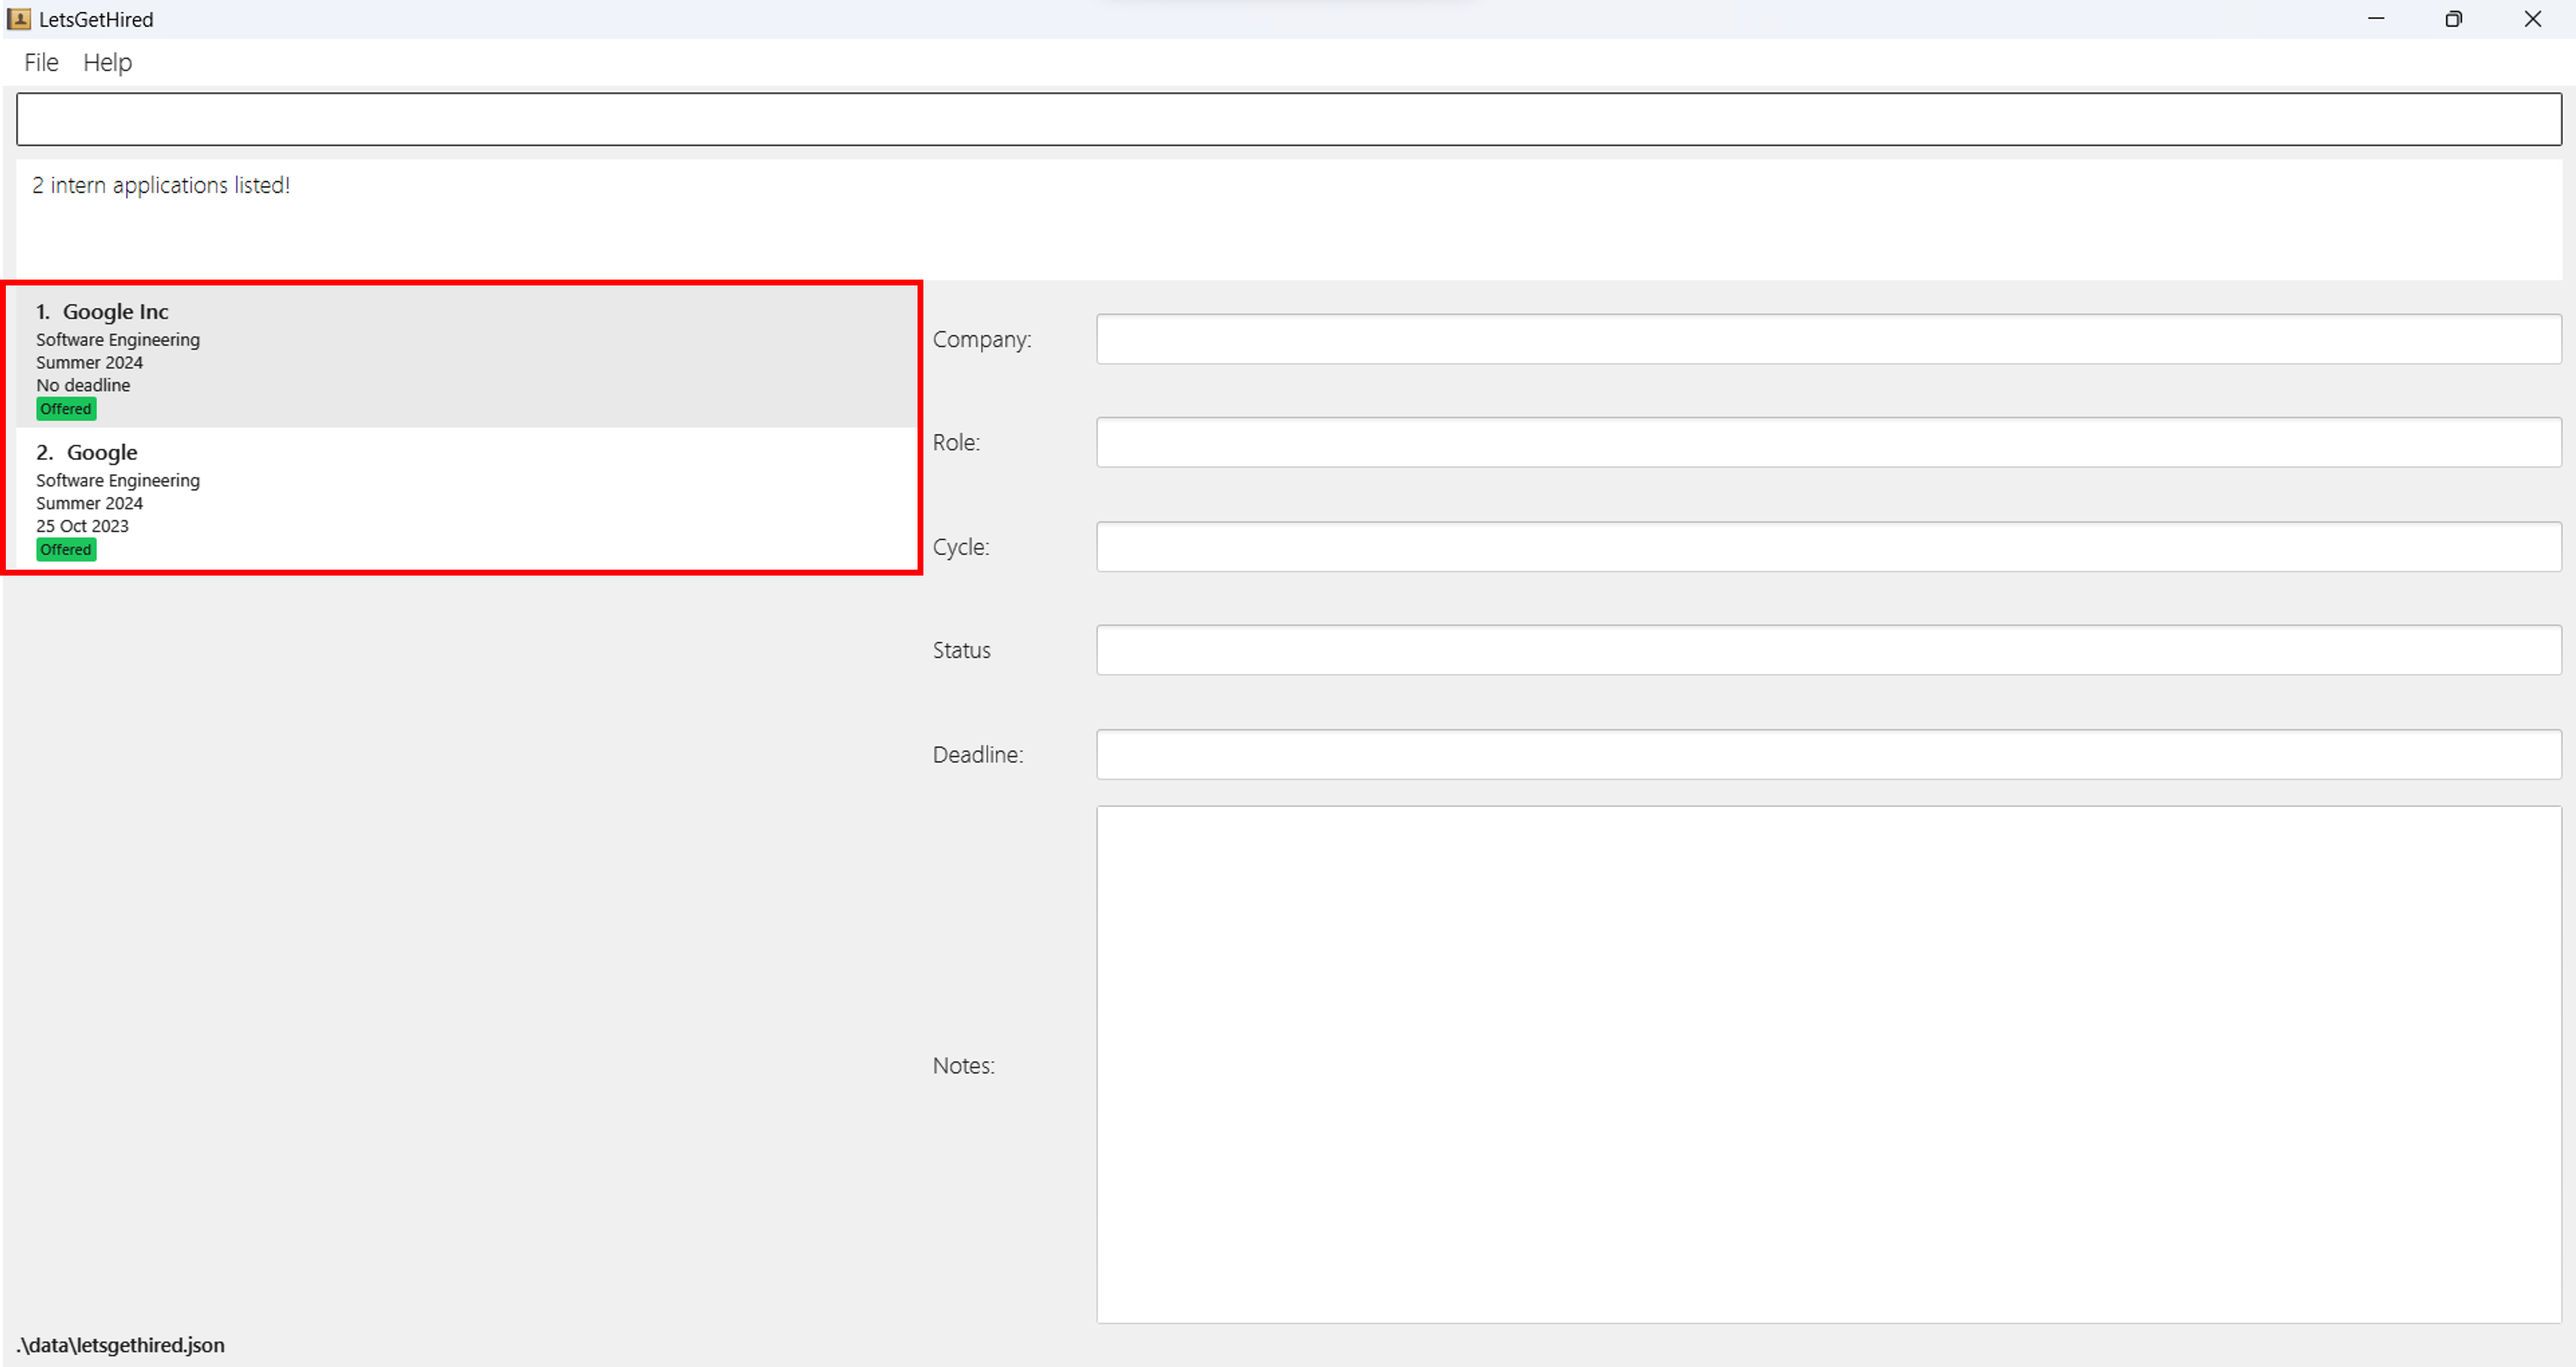 LetsGetHired
File Help
2 intern applications listed!
1. Google Inc
Software Engineering
Summer 2024
No deadline
Offered
2. Google
Software Engineering
Summer 2024
25 Oct 2023
Offered
Company:
Role:
Cycle:
Status
Deadline:
Notes:
.\data\letsgethired.json